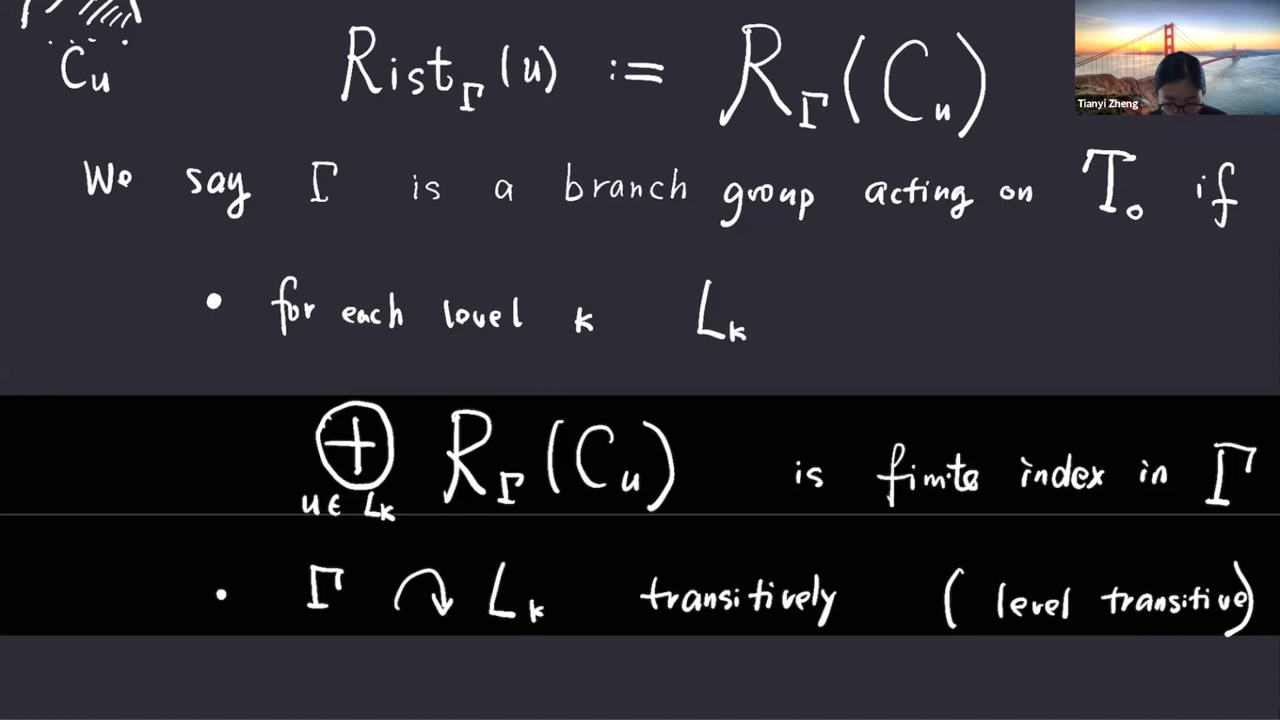 Cu
Rist_Γ(u) := R_Γ(C_u)
Tianyi Zheng
We say Γ is a branch group acting on T_0 if
• for each level k L_k
⊕_{u∈L_k} R_Γ(C_u) is finite index in Γ
• Γ ↷ L_k transitively (level transitive)